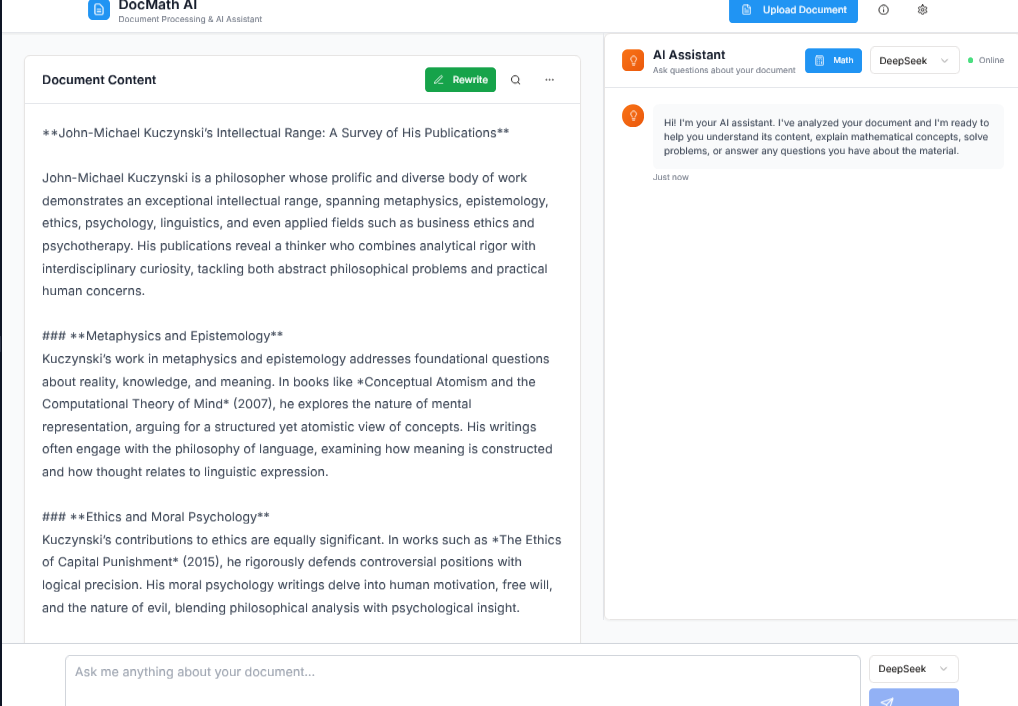 DocMath AI
Document Processing & AI Assistant
Upload Document
Document Content
Rewrite
**John-Michael Kuczynski’s Intellectual Range: A Survey of His Publications**
John-Michael Kuczynski is a philosopher whose prolific and diverse body of work
demonstrates an exceptional intellectual range, spanning metaphysics, epistemology,
ethics, psychology, linguistics, and even applied fields such as business ethics and
psychotherapy. His publications reveal a thinker who combines analytical rigor with
interdisciplinary curiosity, tackling both abstract philosophical problems and practical
human concerns.
### **Metaphysics and Epistemology**
Kuczynski’s work in metaphysics and epistemology addresses foundational questions
about reality, knowledge, and meaning. In books like *Conceptual Atomism and the
Computational Theory of Mind* (2007), he explores the nature of mental
representation, arguing for a structured yet atomistic view of concepts. His writings
often engage with the philosophy of language, examining how meaning is constructed
and how thought relates to linguistic expression.
### **Ethics and Moral Psychology**
Kuczynski’s contributions to ethics are equally significant. In works such as *The Ethics
of Capital Punishment* (2015), he rigorously defends controversial positions with
logical precision. His moral psychology writings delve into human motivation, free will,
and the nature of evil, blending philosophical analysis with psychological insight.
AI Assistant
Ask questions about your document
Math
DeepSeek
Online
Hi! I'm your AI assistant. I've analyzed your document and I'm ready to
help you understand its content, explain mathematical concepts, solve
problems, or answer any questions you have about the material.
Just now
Ask me anything about your document...
DeepSeek